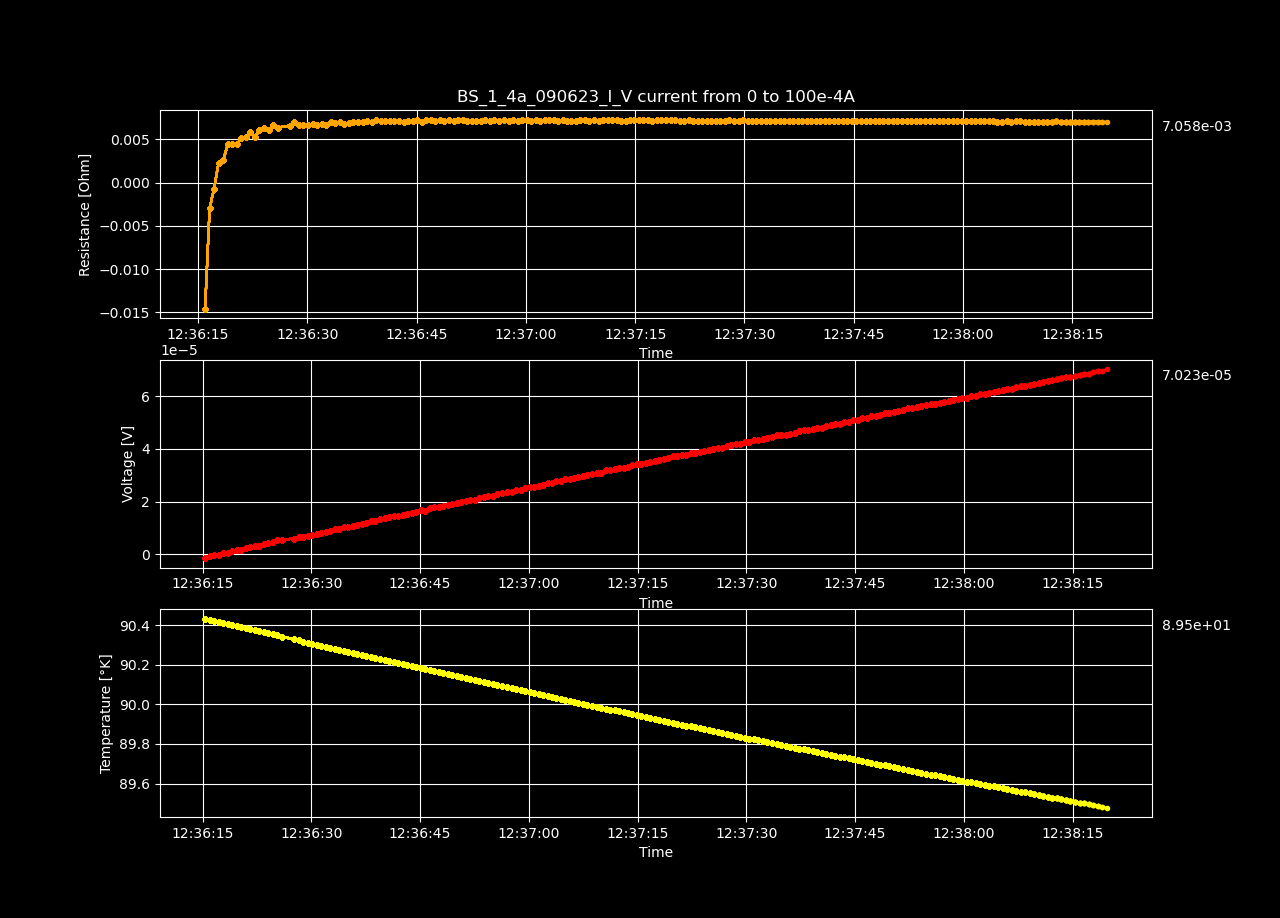 BS_1_4a_090623_I_V current from 0 to 100e-4A
Resistance [Ohm]
0.005
0.000
−0.005
−0.010
−0.015
7.058e-03
12:36:15 12:36:30 12:36:45 12:37:00 12:37:15 12:37:30 12:37:45 12:38:00 12:38:15
Time
1e−5
Voltage [V]
6
4
2
0
7.023e-05
12:36:15 12:36:30 12:36:45 12:37:00 12:37:15 12:37:30 12:37:45 12:38:00 12:38:15
Time
Temperature [°K]
90.4
90.2
90.0
89.8
89.6
8.95e+01
12:36:15 12:36:30 12:36:45 12:37:00 12:37:15 12:37:30 12:37:45 12:38:00 12:38:15
Time